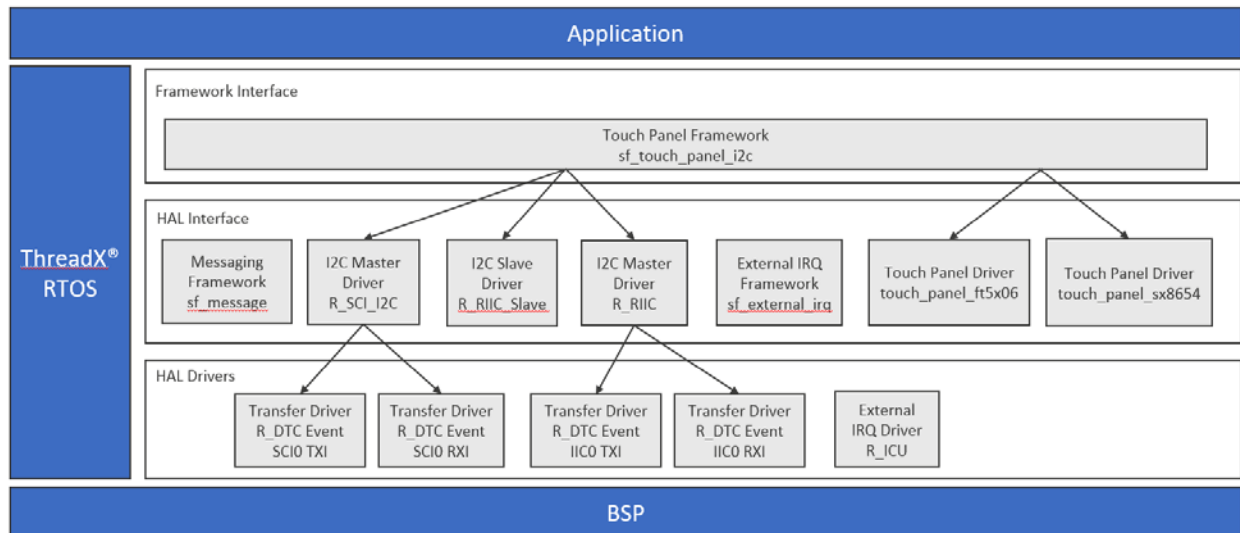 Application
ThreadX®
RTOS
Framework Interface
Touch Panel Framework
sf_touch_panel_i2c
HAL Interface
Messaging
Framework
sf_message
I2C Master
Driver
R_SCI_I2C
I2C Slave
Driver
R_RIIC_Slave
I2C Master
Driver
R_RIIC
External IRQ
Framework
sf_external_irq
Touch Panel Driver
touch_panel_ft5x06
Touch Panel Driver
touch_panel_sx8654
HAL Drivers
Transfer Driver
R_DTC Event
SCI0 TXI
Transfer Driver
R_DTC Event
SCI0 RXI
Transfer Driver
R_DTC Event
IIC0 TXI
Transfer Driver
R_DTC Event
IIC0 RXI
External
IRQ Driver
R_ICU
BSP